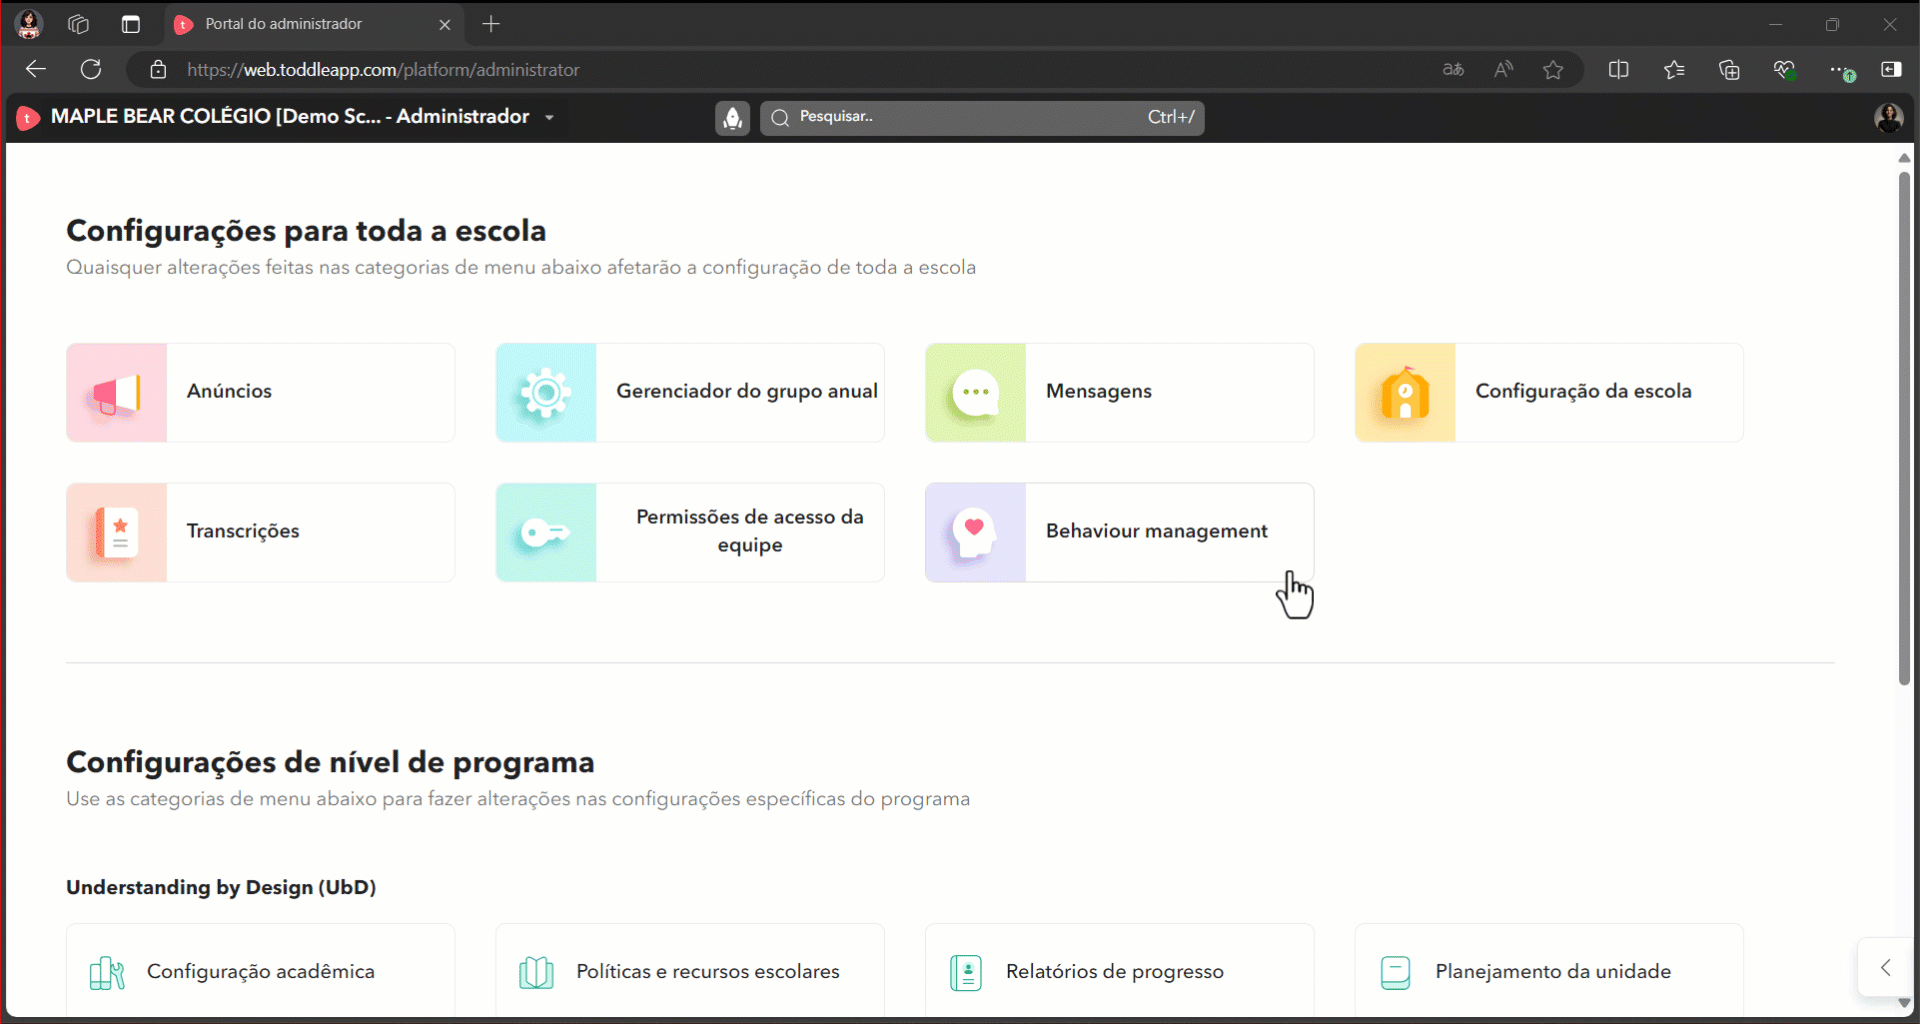 Portal do administrador
https://web.toddleapp.com/platform/administrator
MAPLE BEAR COLÉGIO [Demo Sc... - Administrador
Pesquisar..
Ctrl+/
Configurações para toda a escola
Quaisquer alterações feitas nas categorias de menu abaixo afetarão a configuração de toda a escola
Anúncios
Gerenciador do grupo anual
Mensagens
Configuração da escola
Transcrições
Permissões de acesso da
equipe
Behaviour management
Configurações de nível de programa
Use as categorias de menu abaixo para fazer alterações nas configurações específicas do programa
Understanding by Design (UbD)
Configuração acadêmica
Políticas e recursos escolares
Relatórios de progresso
Planejamento da unidade